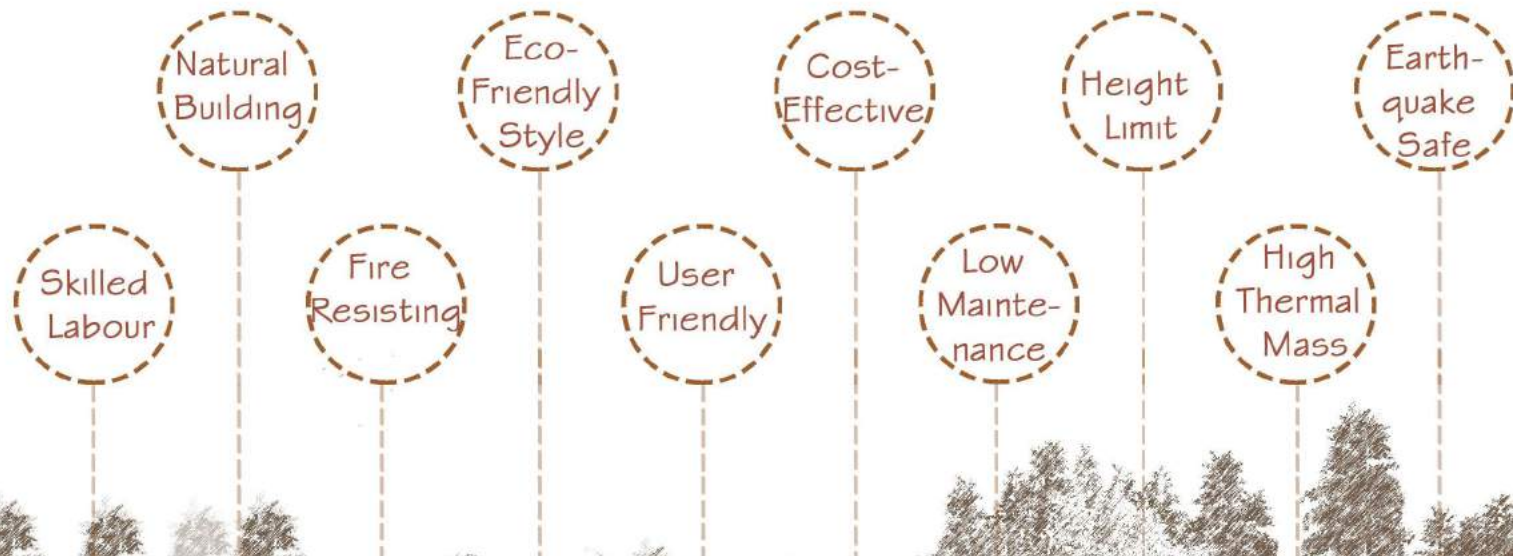 Natural
Building
Eco-
Friendly
Style
Cost-
Effective
Height
Limit
Earth-
quake
Safe
Skilled
Labour
Fire
Resisting
User
Friendly
Low
Mainte-
nance
High
Thermal
Mass